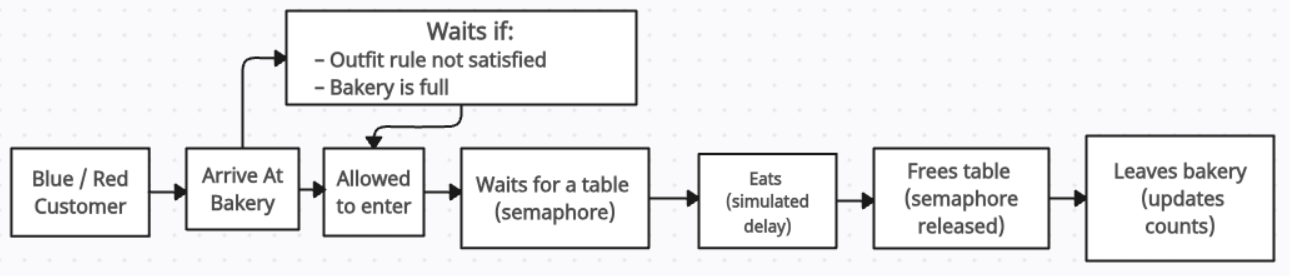 Waits if:
– Outfit rule not satisfied
– Bakery is full
Blue / Red
Customer
Arrive At
Bakery
Allowed
to enter
Waits for a table
(semaphore)
Eats
(simulated
delay)
Frees table
(semaphore
released)
Leaves bakery
(updates
counts)